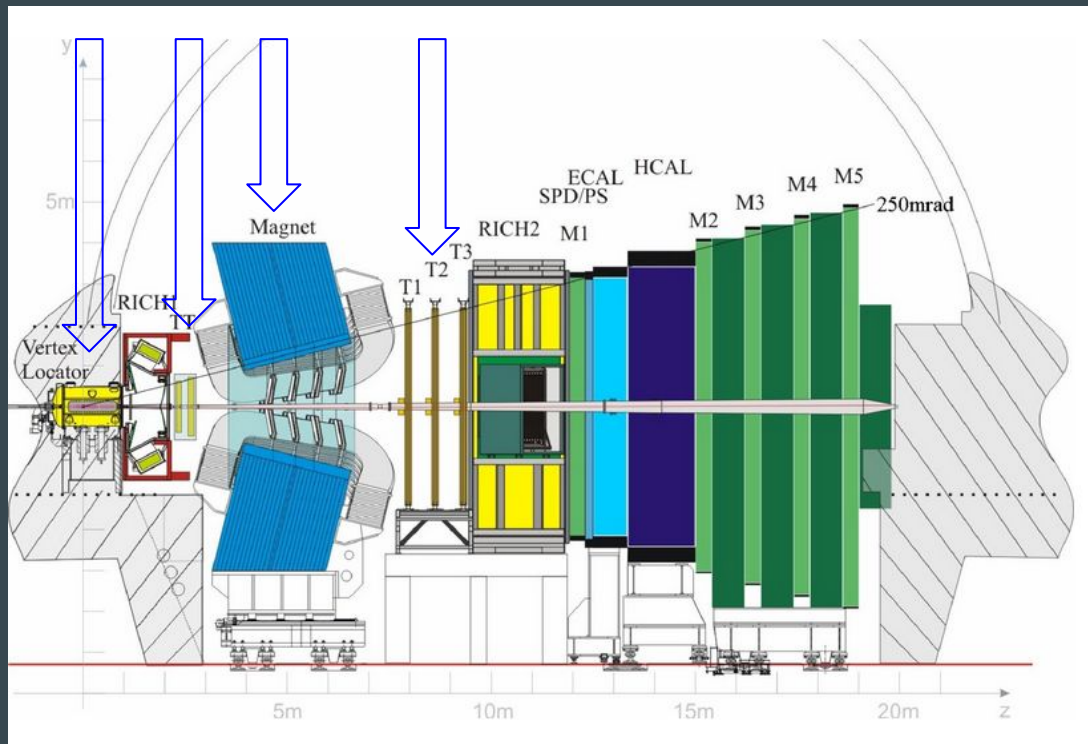 y
5m
Magnet
RICH
TT
Vertex
Locator
T1
T2
T3
RICH2
M1
SPD/PS
ECAL
HCAL
M2
M3
M4
M5
250mrad
5m
10m
15m
20m
z